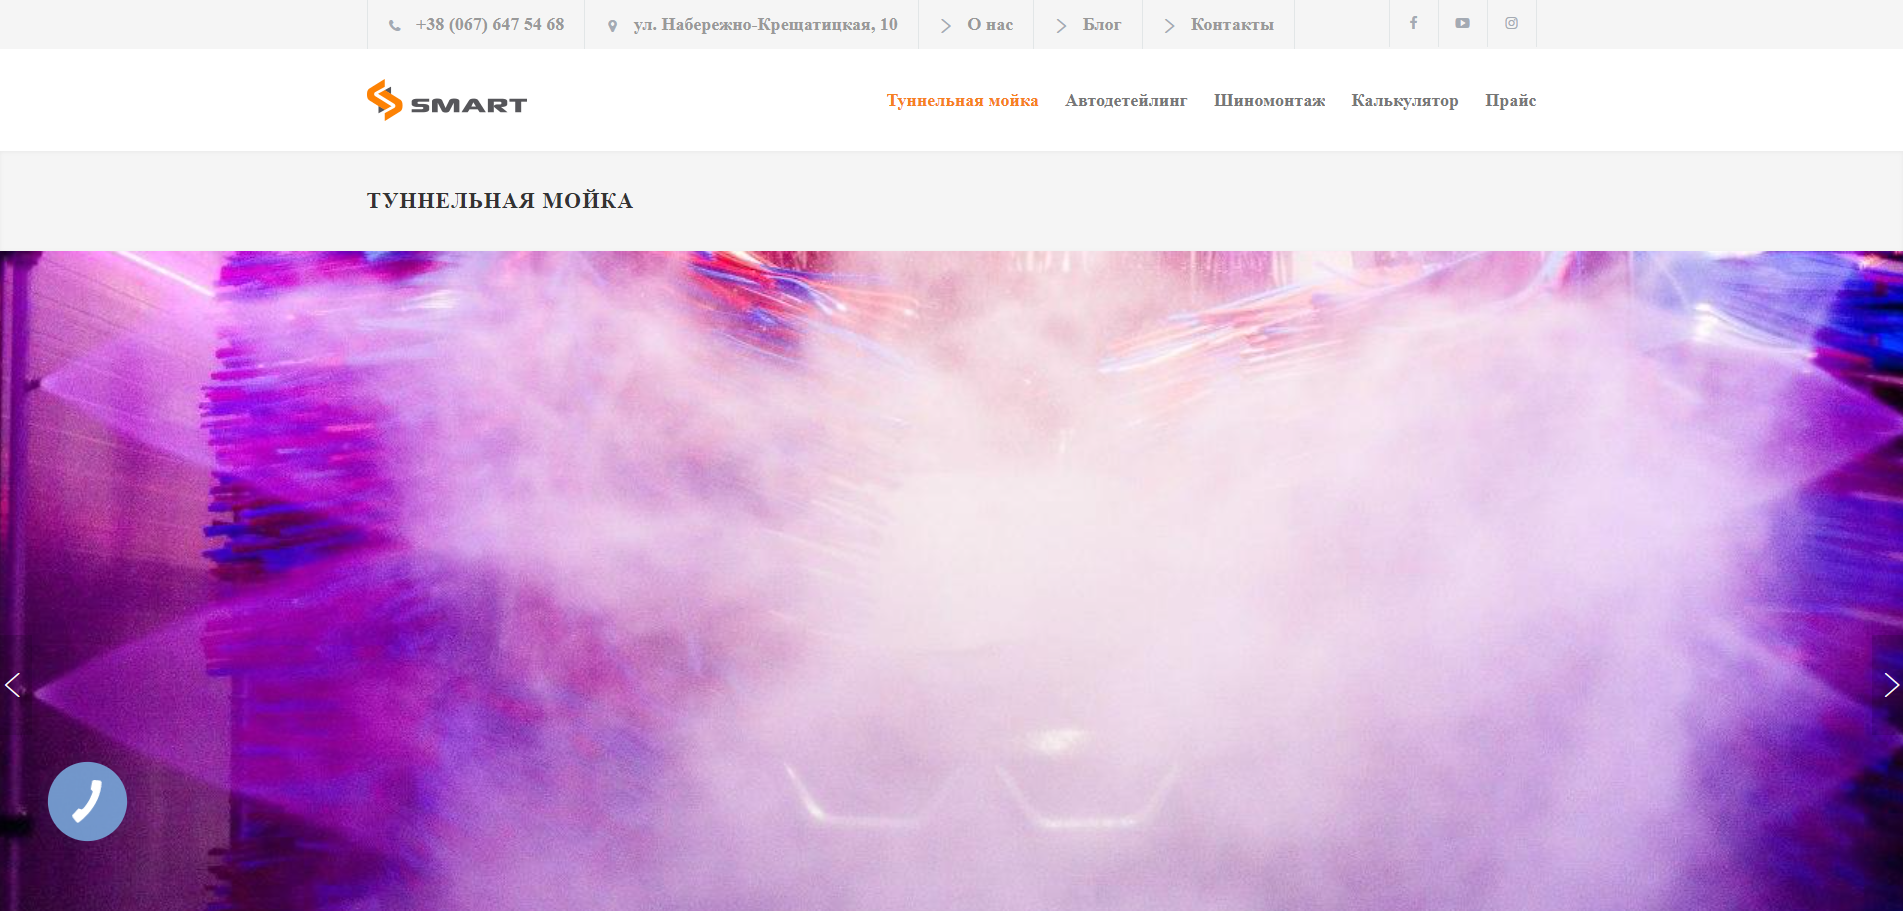 +38 (067) 647 54 68 ул. Набережно-Крещатицкая, 10 О нас Блог Контакты
SMART Туннельная мойка Автодетейлинг Шиномонтаж Калькулятор Прайс
ТУННЕЛЬНАЯ МОЙКА